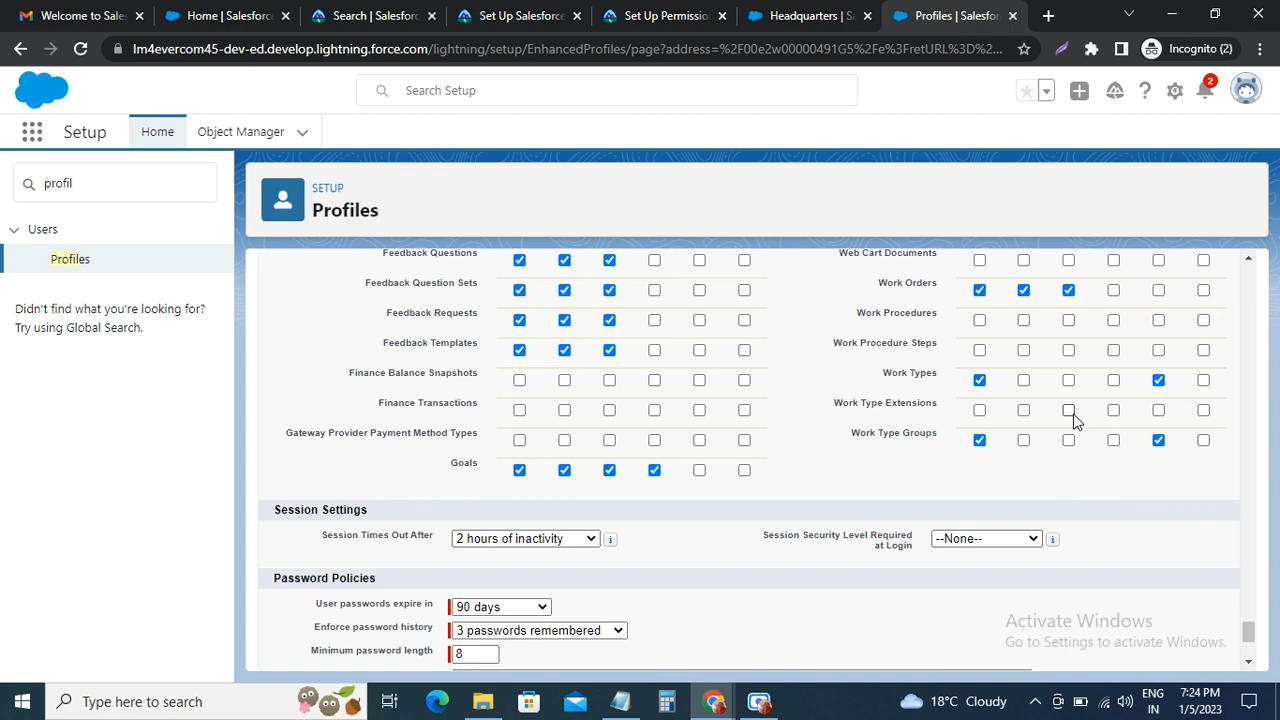 Welcome to Sales
Home | Salesforc
Search | Salesfor
Set Up Salesforce
Set Up Permissio
Headquarters | Sa
Profiles | Salesfor
lm4evercom45-dev-ed.develop.lightning.force.com/lightning/setup/EnhancedProfiles/page?address=%2F00e2w00000491G5%2Fe%3FretURL%3D%2...
Incognito (2)
Search Setup
2
Setup
Home
Object Manager
profil
Users
Profiles
Didn't find what you're looking for?
Try using Global Search.
SETUP
Profiles
Feedback Questions
Feedback Question Sets
Feedback Requests
Feedback Templates
Finance Balance Snapshots
Finance Transactions
Gateway Provider Payment Method Types
Goals
Web Cart Documents
Work Orders
Work Procedures
Work Procedure Steps
Work Types
Work Type Extensions
Work Type Groups
Session Settings
Session Times Out After
2 hours of inactivity
Session Security Level Required
at Login
--None--
Password Policies
User passwords expire in
90 days
Enforce password history
3 passwords remembered
Minimum password length
8
Activate Windows
Go to Settings to activate Windows.
Type here to search
18°C Cloudy
ENG
IN
7:24 PM
1/5/2023